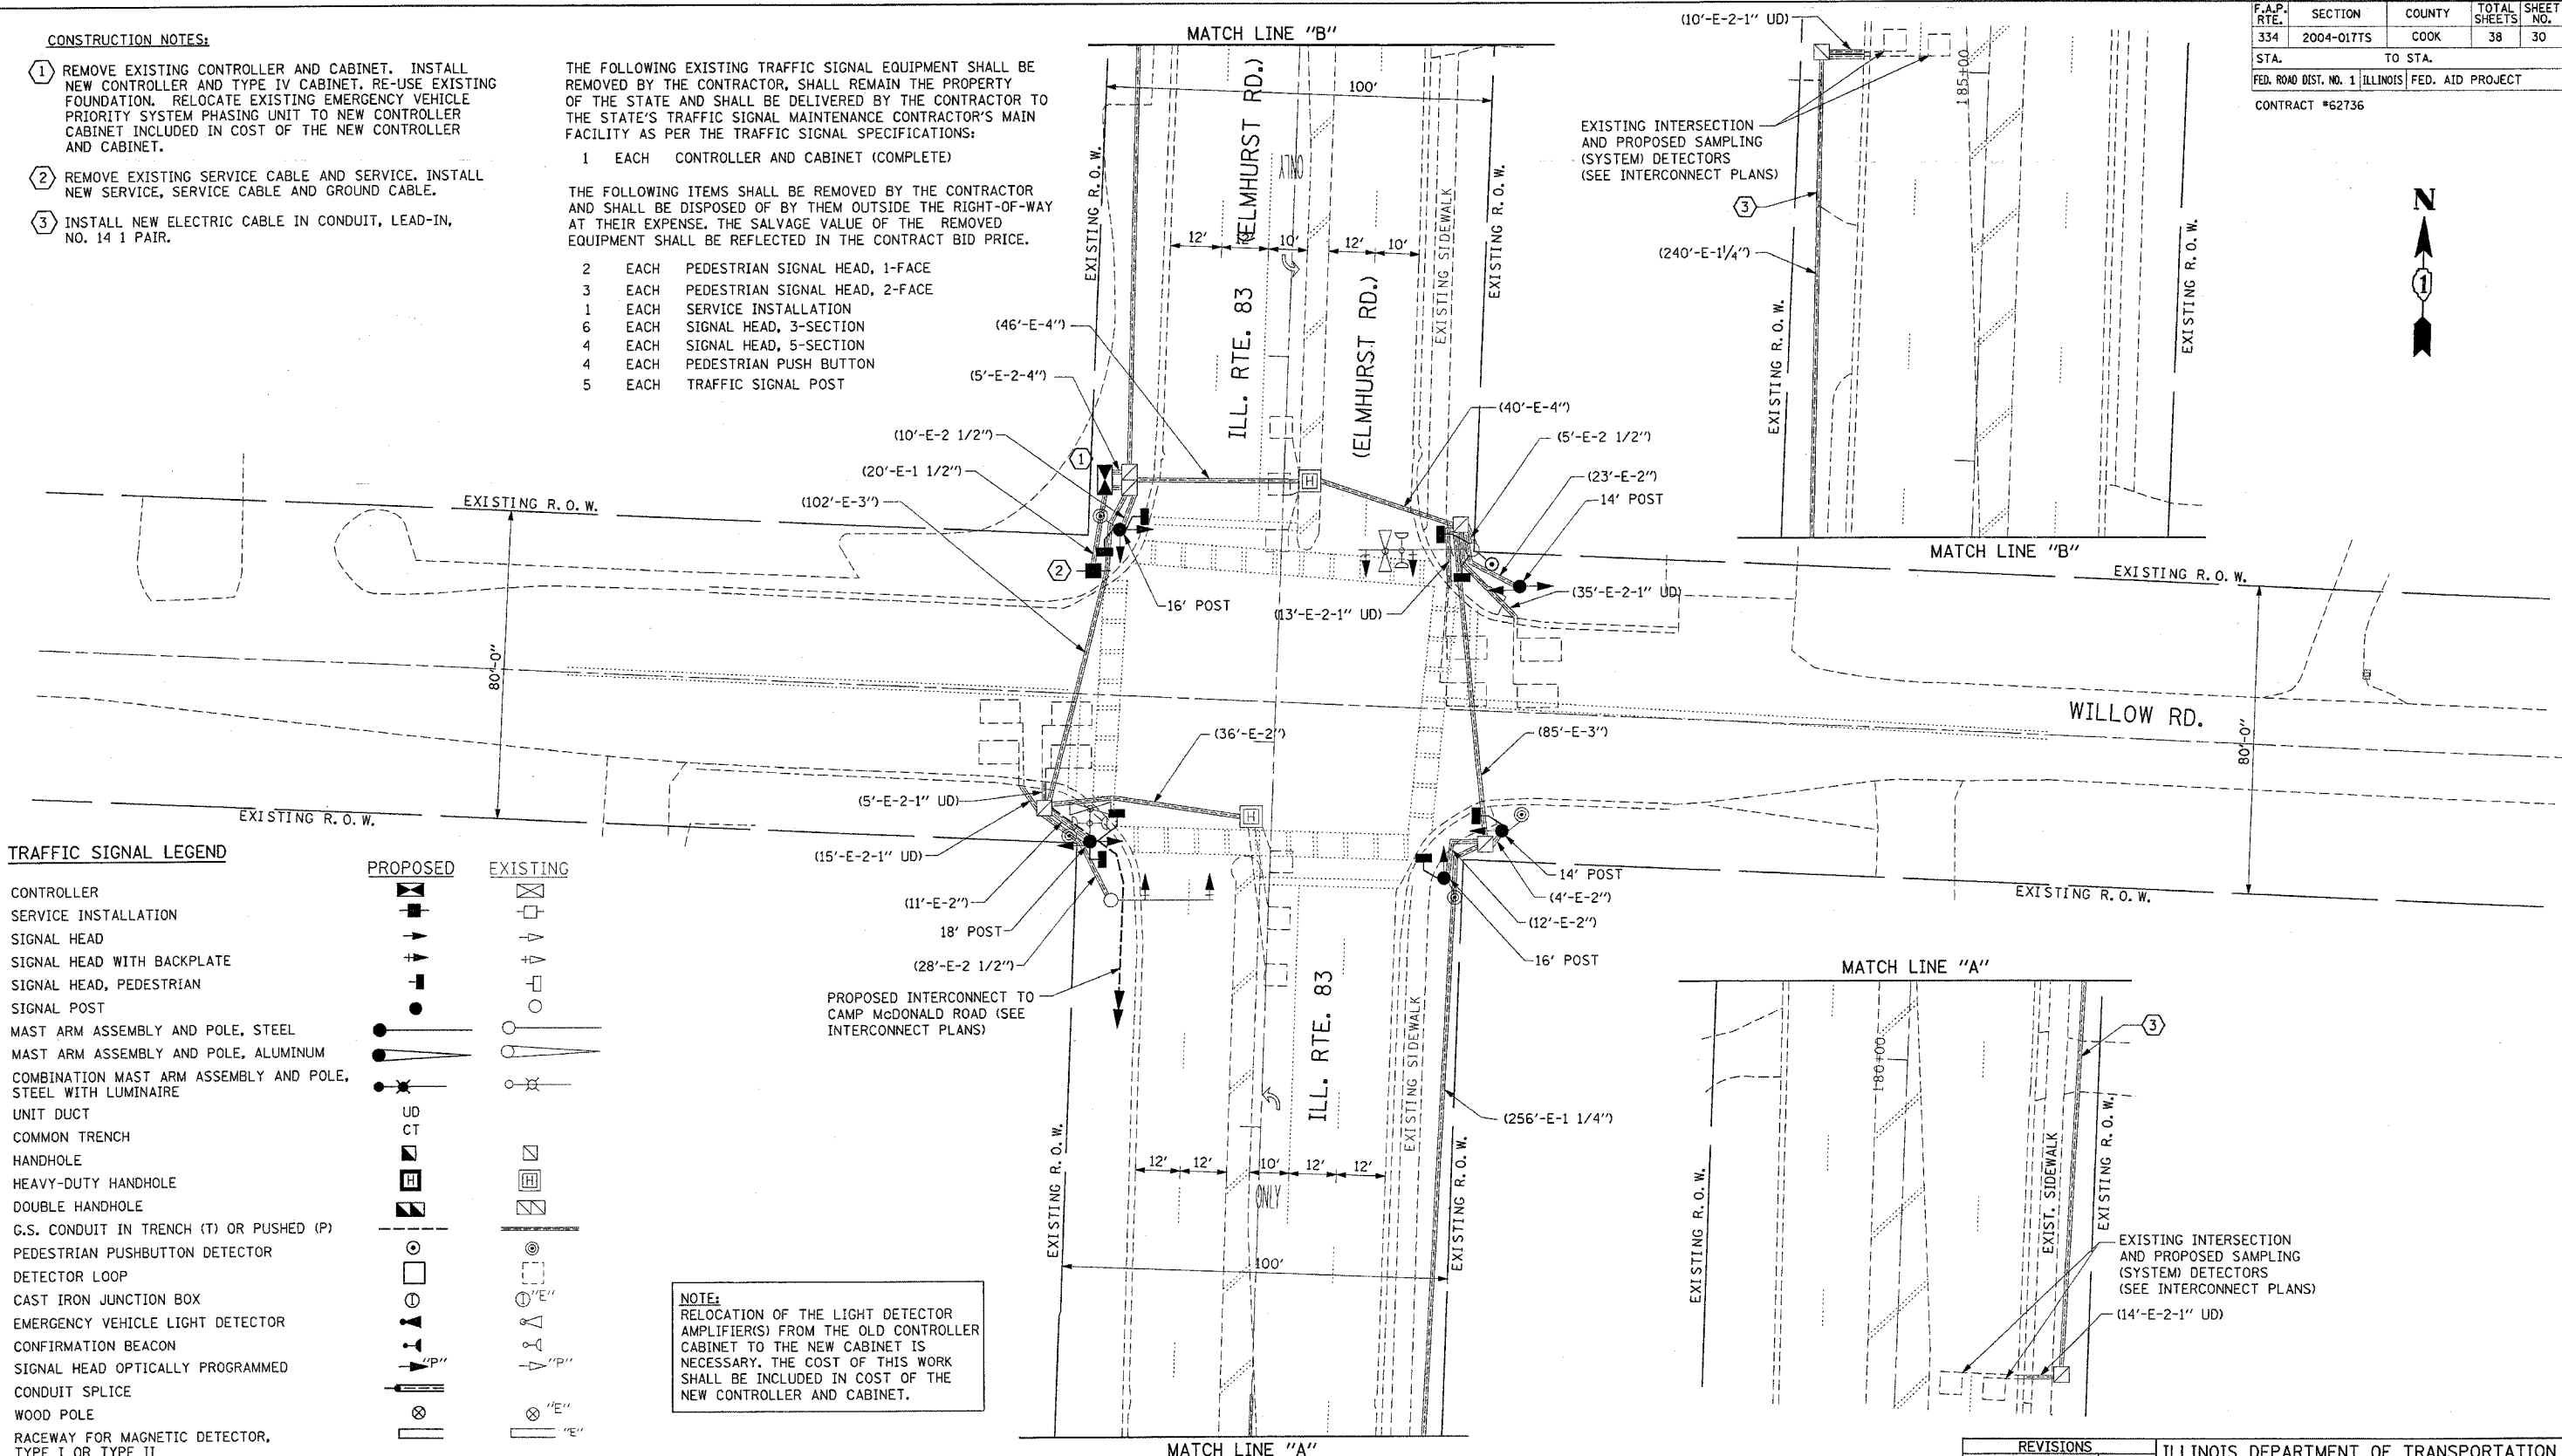 CONSTRUCTION NOTES:
1 REMOVE EXISTING CONTROLLER AND CABINET. INSTALL
NEW CONTROLLER AND TYPE IV CABINET. RE-USE EXISTING
FOUNDATION. RELOCATE EXISTING EMERGENCY VEHICLE
PRIORITY SYSTEM PHASING UNIT TO NEW CONTROLLER
CABINET INCLUDED IN COST OF THE NEW CONTROLLER
AND CABINET.
2 REMOVE EXISTING SERVICE CABLE AND SERVICE. INSTALL
NEW SERVICE, SERVICE CABLE AND GROUND CABLE.
3 INSTALL NEW ELECTRIC CABLE IN CONDUIT, LEAD-IN,
NO. 14 1 PAIR.
THE FOLLOWING EXISTING TRAFFIC SIGNAL EQUIPMENT SHALL BE
REMOVED BY THE CONTRACTOR, SHALL REMAIN THE PROPERTY
OF THE STATE AND SHALL BE DELIVERED BY THE CONTRACTOR TO
THE STATE'S TRAFFIC SIGNAL MAINTENANCE CONTRACTOR'S MAIN
FACILITY AS PER THE TRAFFIC SIGNAL SPECIFICATIONS:
1 EACH CONTROLLER AND CABINET (COMPLETE)
THE FOLLOWING ITEMS SHALL BE REMOVED BY THE CONTRACTOR
AND SHALL BE DISPOSED OF BY THEM OUTSIDE THE RIGHT-OF-WAY
AT THEIR EXPENSE. THE SALVAGE VALUE OF THE REMOVED
EQUIPMENT SHALL BE REFLECTED IN THE CONTRACT BID PRICE.
2 EACH PEDESTRIAN SIGNAL HEAD, 1-FACE
3 EACH PEDESTRIAN SIGNAL HEAD, 2-FACE
1 EACH SERVICE INSTALLATION
6 EACH SIGNAL HEAD, 3-SECTION
4 EACH SIGNAL HEAD, 5-SECTION
4 EACH PEDESTRIAN PUSH BUTTON
5 EACH TRAFFIC SIGNAL POST
F.A.P. RTE. SECTION COUNTY TOTAL SHEETS SHEET NO.
334 2004-017TS COOK 38 30
STA. TO STA.
FED. ROAD DIST. NO. 1 ILLINOIS FED. AID PROJECT
CONTRACT #62736
MATCH LINE "B"
100'
EXISTING R.O.W.
ILL. RTE. 83
(ELMHURST RD.)
ONLY
12' 10' 12' 10'
(ELMHURST RD.)
EXISTING SIDEWALK
EXISTING R.O.W.
(10'-E-2-1" UD)
185+00
EXISTING INTERSECTION
AND PROPOSED SAMPLING
(SYSTEM) DETECTORS
(SEE INTERCONNECT PLANS)
3
(240'-E-1 1/4")
EXISTING R.O.W.
EXISTING R.O.W.
MATCH LINE "B"
N
1
(46'-E-4")
(5'-E-2-4")
(10'-E-2 1/2")
(20'-E-1 1/2")
(102'-E-3")
1
2
H
(40'-E-4")
(5'-E-2 1/2")
(23'-E-2")
14' POST
(35'-E-2-1" UD)
(13'-E-2-1" UD)
16' POST
EXISTING R.O.W.
80'-0"
EXISTING R.O.W.
EXISTING R.O.W.
WILLOW RD.
80'-0"
EXISTING R.O.W.
(36'-E-2")
(85'-E-3")
H
(5'-E-2-1" UD)
(15'-E-2-1" UD)
(11'-E-2")
18' POST
(28'-E-2 1/2")
PROPOSED INTERCONNECT TO
CAMP McDONALD ROAD (SEE
INTERCONNECT PLANS)
14' POST
(4'-E-2")
(12'-E-2")
16' POST
ILL. RTE. 83
EXISTING SIDEWALK
(256'-E-1 1/4")
EXISTING R.O.W.
12' 12' 10' 12' 12'
ONLY
EXISTING R.O.W.
100'
MATCH LINE "A"
MATCH LINE "A"
180+00
3
EXISTING R.O.W.
EXIST. SIDEWALK
EXISTING R.O.W.
EXISTING INTERSECTION
AND PROPOSED SAMPLING
(SYSTEM) DETECTORS
(SEE INTERCONNECT PLANS)
(14'-E-2-1" UD)
TRAFFIC SIGNAL LEGEND
PROPOSED EXISTING
CONTROLLER
SERVICE INSTALLATION
SIGNAL HEAD
SIGNAL HEAD WITH BACKPLATE
SIGNAL HEAD, PEDESTRIAN
SIGNAL POST
MAST ARM ASSEMBLY AND POLE, STEEL
MAST ARM ASSEMBLY AND POLE, ALUMINUM
COMBINATION MAST ARM ASSEMBLY AND POLE,
STEEL WITH LUMINAIRE
UNIT DUCT UD
COMMON TRENCH CT
HANDHOLE
HEAVY-DUTY HANDHOLE H H
DOUBLE HANDHOLE
G.S. CONDUIT IN TRENCH (T) OR PUSHED (P)
PEDESTRIAN PUSHBUTTON DETECTOR
DETECTOR LOOP
CAST IRON JUNCTION BOX I I "E"
EMERGENCY VEHICLE LIGHT DETECTOR
CONFIRMATION BEACON
SIGNAL HEAD OPTICALLY PROGRAMMED "P" "P"
CONDUIT SPLICE
WOOD POLE "E"
RACEWAY FOR MAGNETIC DETECTOR, "E"
TYPE I OR TYPE II
NOTE:
RELOCATION OF THE LIGHT DETECTOR
AMPLIFIER(S) FROM THE OLD CONTROLLER
CABINET TO THE NEW CABINET IS
NECESSARY. THE COST OF THIS WORK
SHALL BE INCLUDED IN COST OF THE
NEW CONTROLLER AND CABINET.
REVISIONS
ILLINOIS DEPARTMENT OF TRANSPORTATION